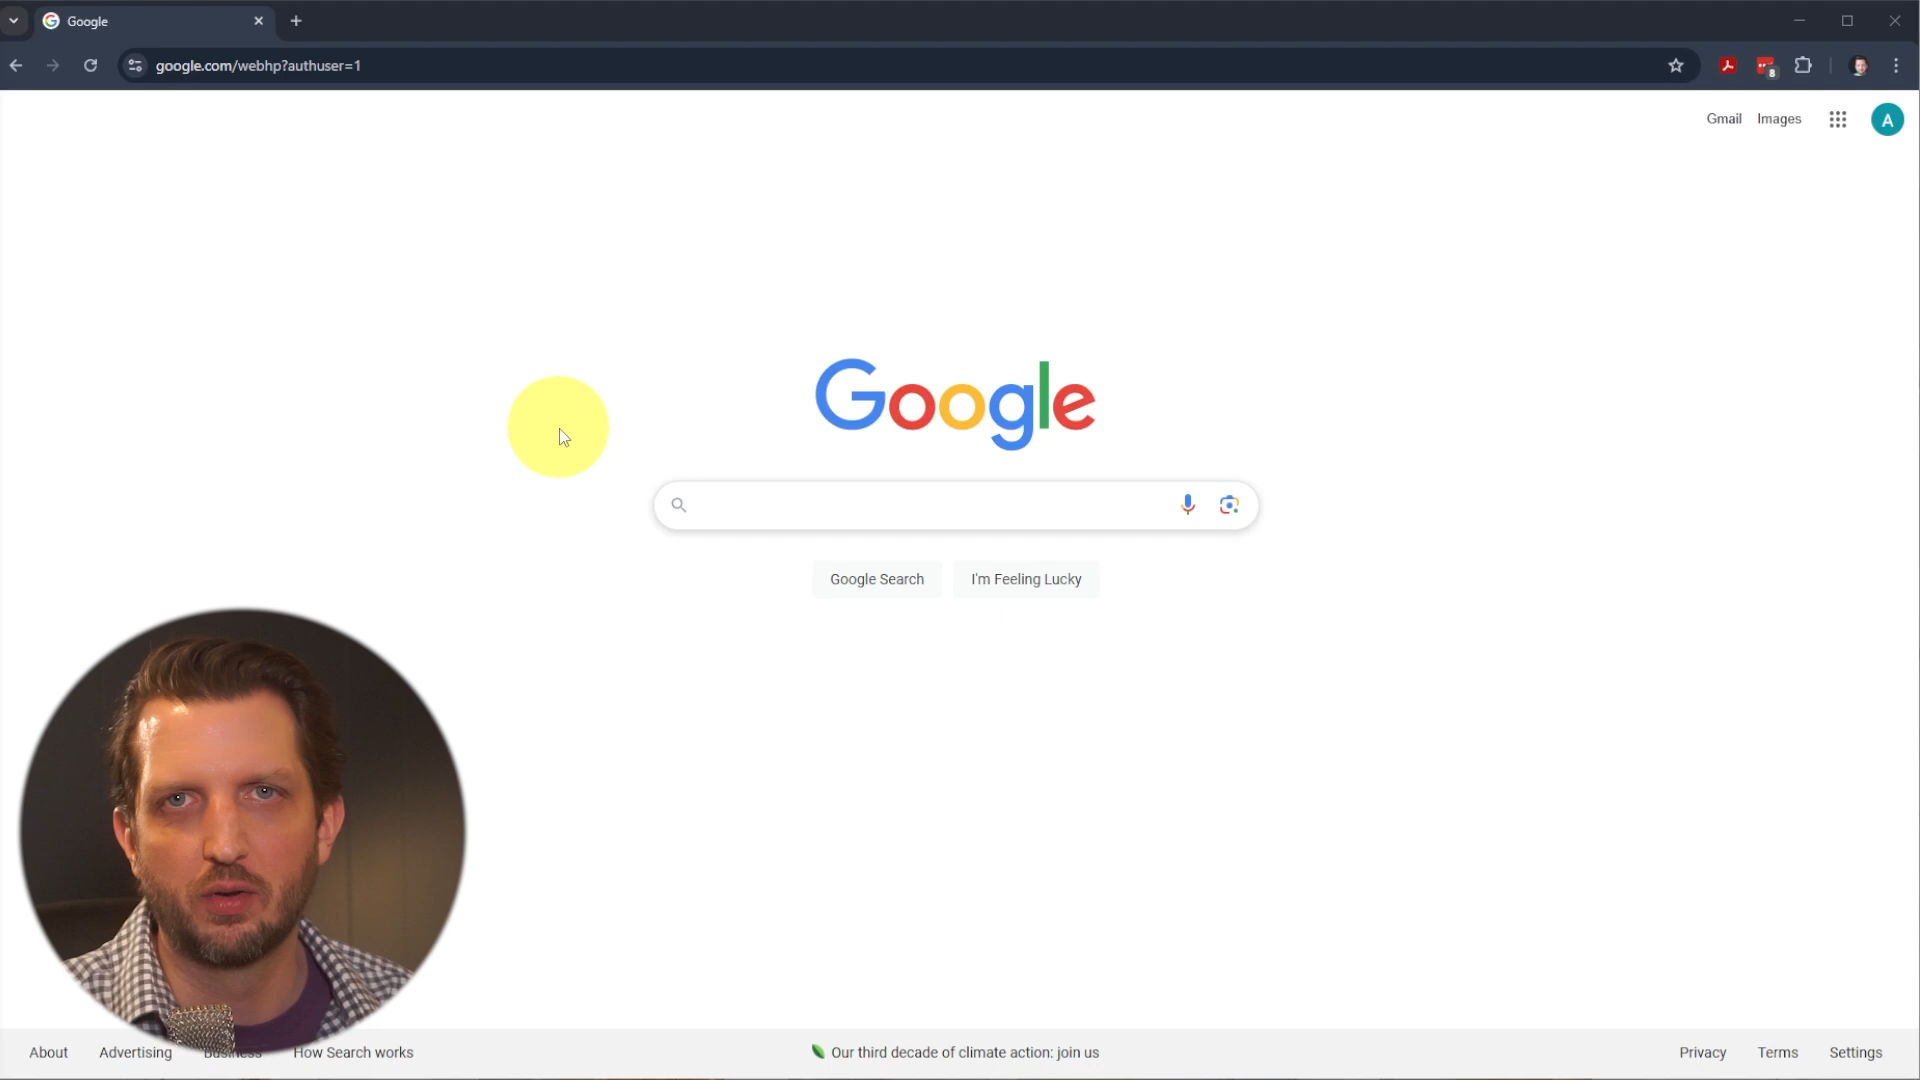 Google
google.com/webhp?authuser=1
8
Gmail Images
A
Google
Google Search I'm Feeling Lucky
About Advertising Business How Search works
Our third decade of climate action: join us
Privacy Terms Settings